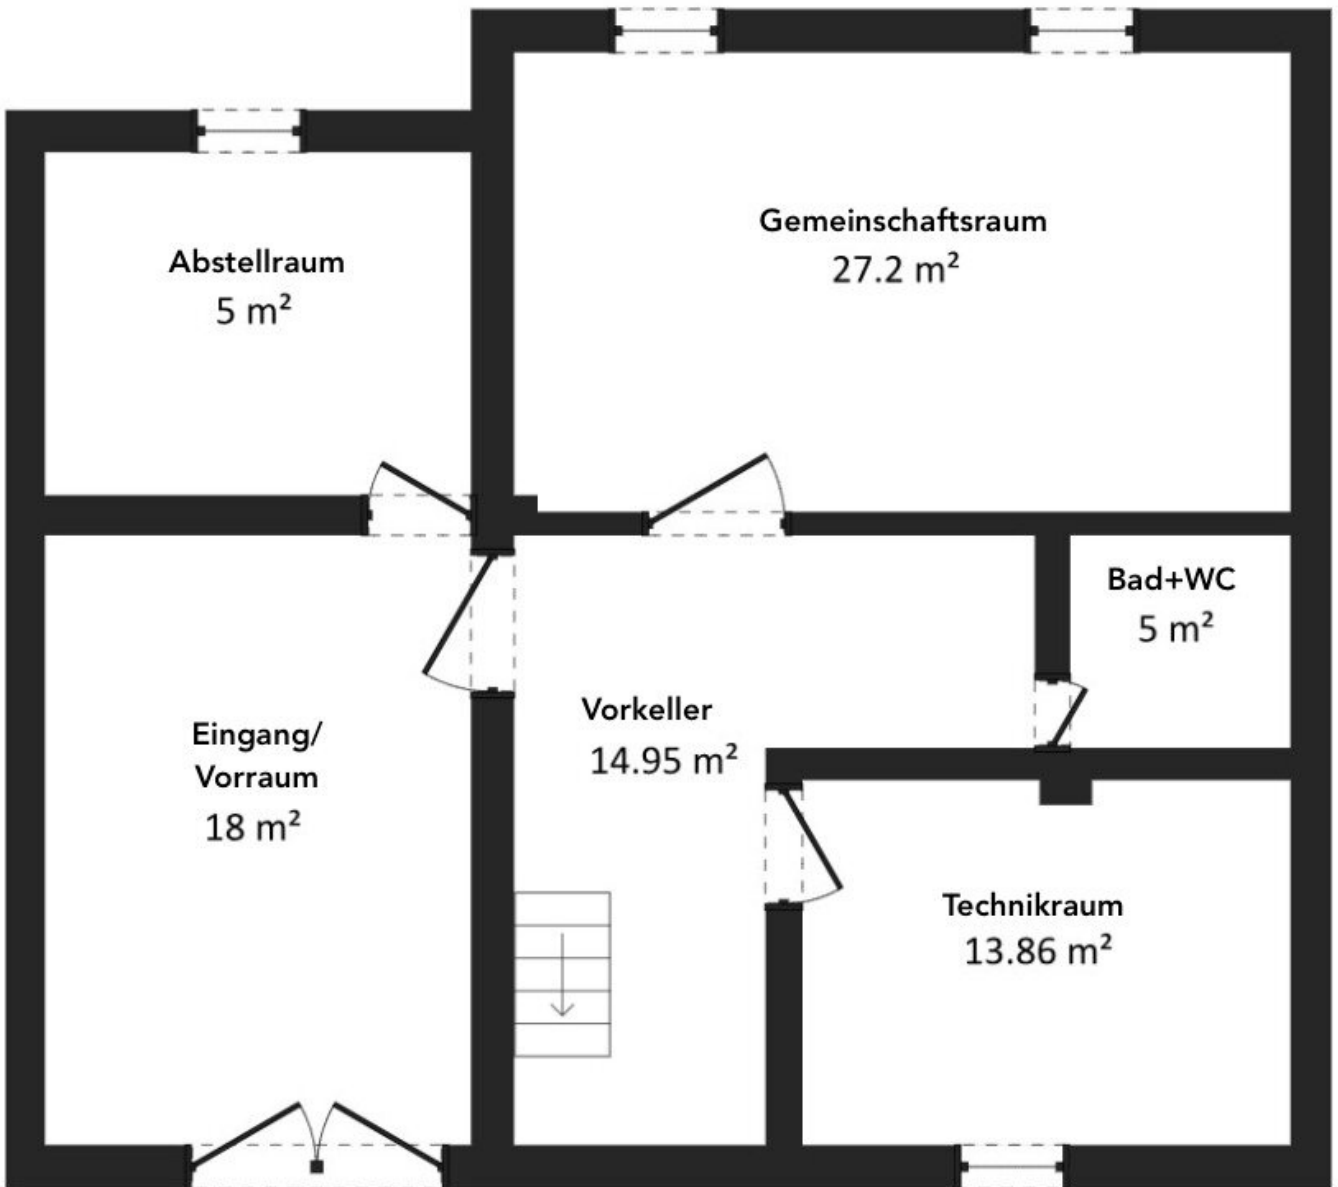 Gemeinschaftsraum
27.2 m²
Abstellraum
5 m²
Bad+WC
5 m²
Vorkeller
14.95 m²
Eingang/
Vorraum
18 m²
Technikraum
13.86 m²